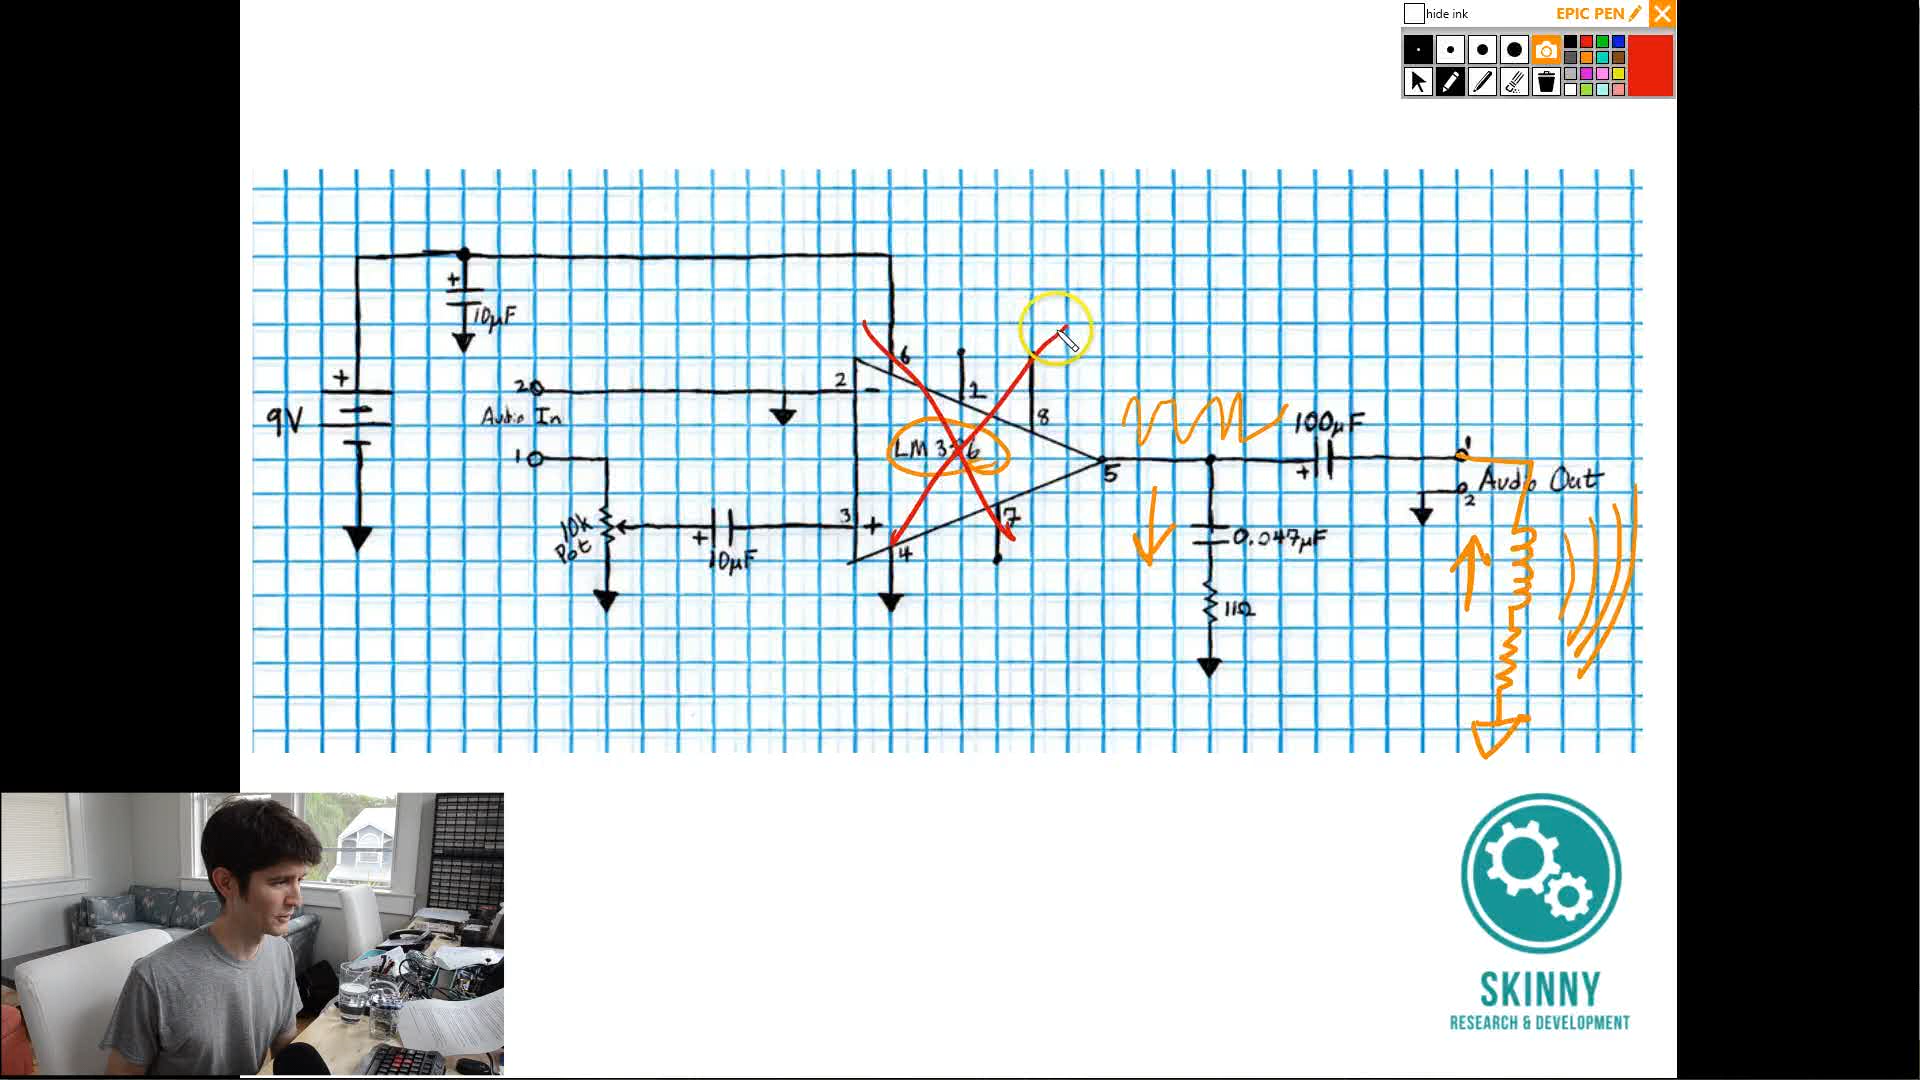 hide ink
EPIC PEN
+
10µF
6
+
2
2
-
1
9V
Audio In
8
100µF
1
LM 386
+
5
Audio Out
1
2
10k
Pot
3
+
7
+
10µF
4
0.047µF
11Ω
SKINNY
RESEARCH & DEVELOPMENT